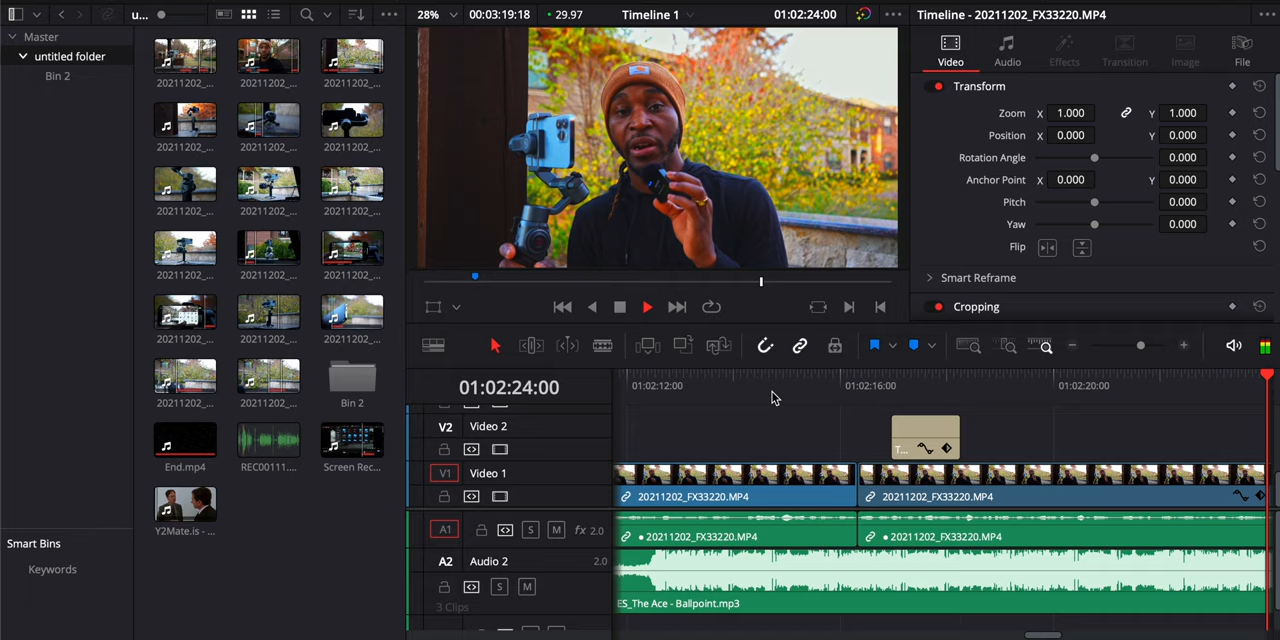 u...
28%
00:03:19:18
29.97
Timeline 1
01:02:24:00
Timeline - 20211202_FX33220.MP4
Master
untitled folder
Bin 2
20211202_... 20211202_... 20211202_...
20211202_... 20211202_... 20211202_...
20211202_... 20211202_... 20211202_...
20211202_... 20211202_... 20211202_...
20211202_... 20211202_... 20211202_...
20211202_... 20211202_... Bin 2
End.mp4 REC00111.... Screen Rec...
Y2Mate.is - ...
Smart Bins
Keywords
Video Audio Effects Transition Image File
Transform
Zoom X 1.000 Y 1.000
Position X 0.000 Y 0.000
Rotation Angle 0.000
Anchor Point X 0.000 Y 0.000
Pitch 0.000
Yaw 0.000
Flip
Smart Reframe
Cropping
01:02:24:00
01:02:12:00 01:02:16:00 01:02:20:00
V2 Video 2
T...
V1 Video 1
20211202_FX33220.MP4 20211202_FX33220.MP4
A1 S M fx 2.0
20211202_FX33220.MP4 20211202_FX33220.MP4
A2 Audio 2 2.0
S M
3 Clips
ES_The Ace - Ballpoint.mp3